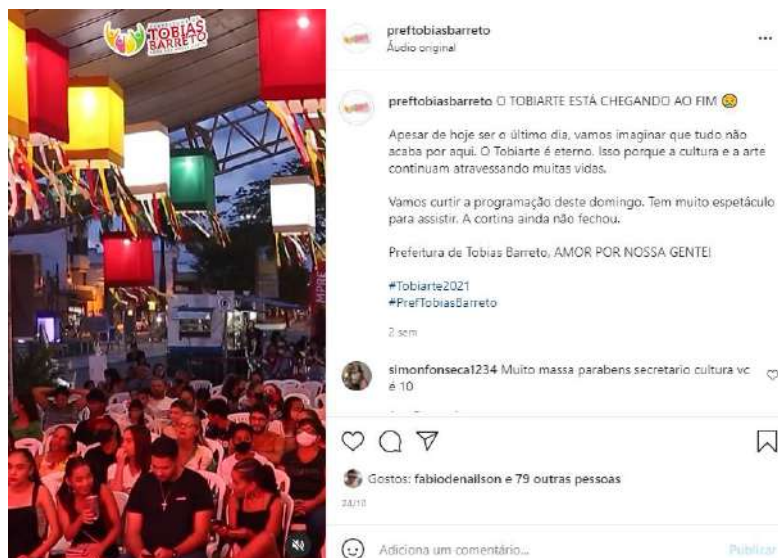 TOBIAS
BARRETO
preftobiasbarreto
Áudio original
preftobiasbarreto O TOBIARTE ESTÁ CHEGANDO AO FIM 😥
Apesar de hoje ser o último dia, vamos imaginar que tudo não
acaba por aqui. O Tobiarte é eterno. Isso porque a cultura e a arte
continuam atravessando muitas vidas.
Vamos curtir a programação deste domingo. Tem muito espetáculo
para assistir. A cortina ainda não fechou.
Prefeitura de Tobias Barreto, AMOR POR NOSSA GENTE!
#Tobiarte2021
#PrefTobiasBarreto
2 sem
simonfonseca1234 Muito massa parabens secretario cultura vc
é 10
Gostos: fabiodenailson e 79 outras pessoas
24/10
Adiciona um comentário...
Publicar